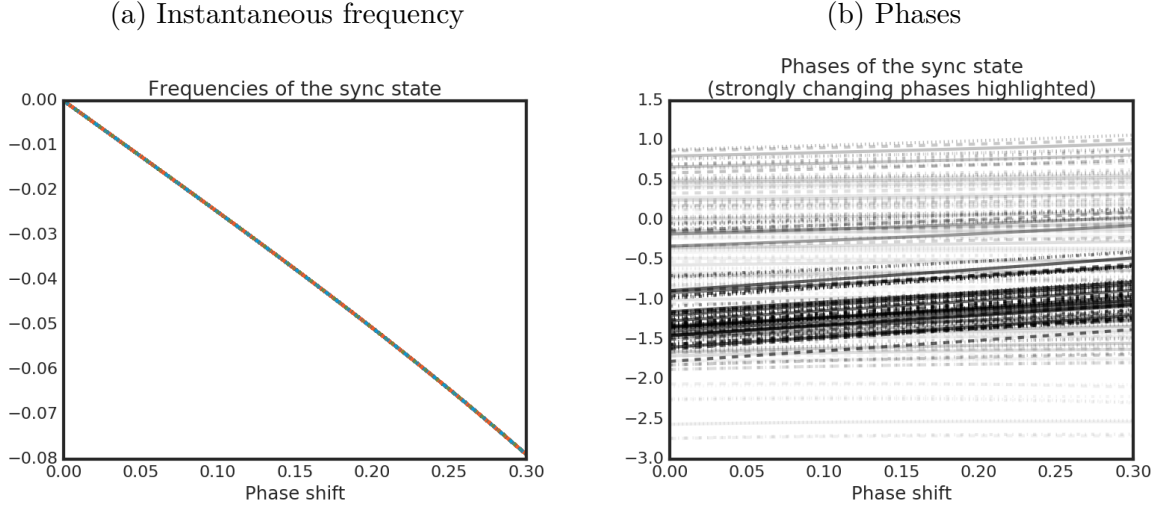 (a) Instantaneous frequency
Frequencies of the sync state
0.00
−0.01
−0.02
−0.03
−0.04
−0.05
−0.06
−0.07
−0.08
0.00 0.05 0.10 0.15 0.20 0.25 0.30
Phase shift
(b) Phases
Phases of the sync state
(strongly changing phases highlighted)
1.5
1.0
0.5
0.0
−0.5
−1.0
−1.5
−2.0
−2.5
−3.0
0.00 0.05 0.10 0.15 0.20 0.25 0.30
Phase shift